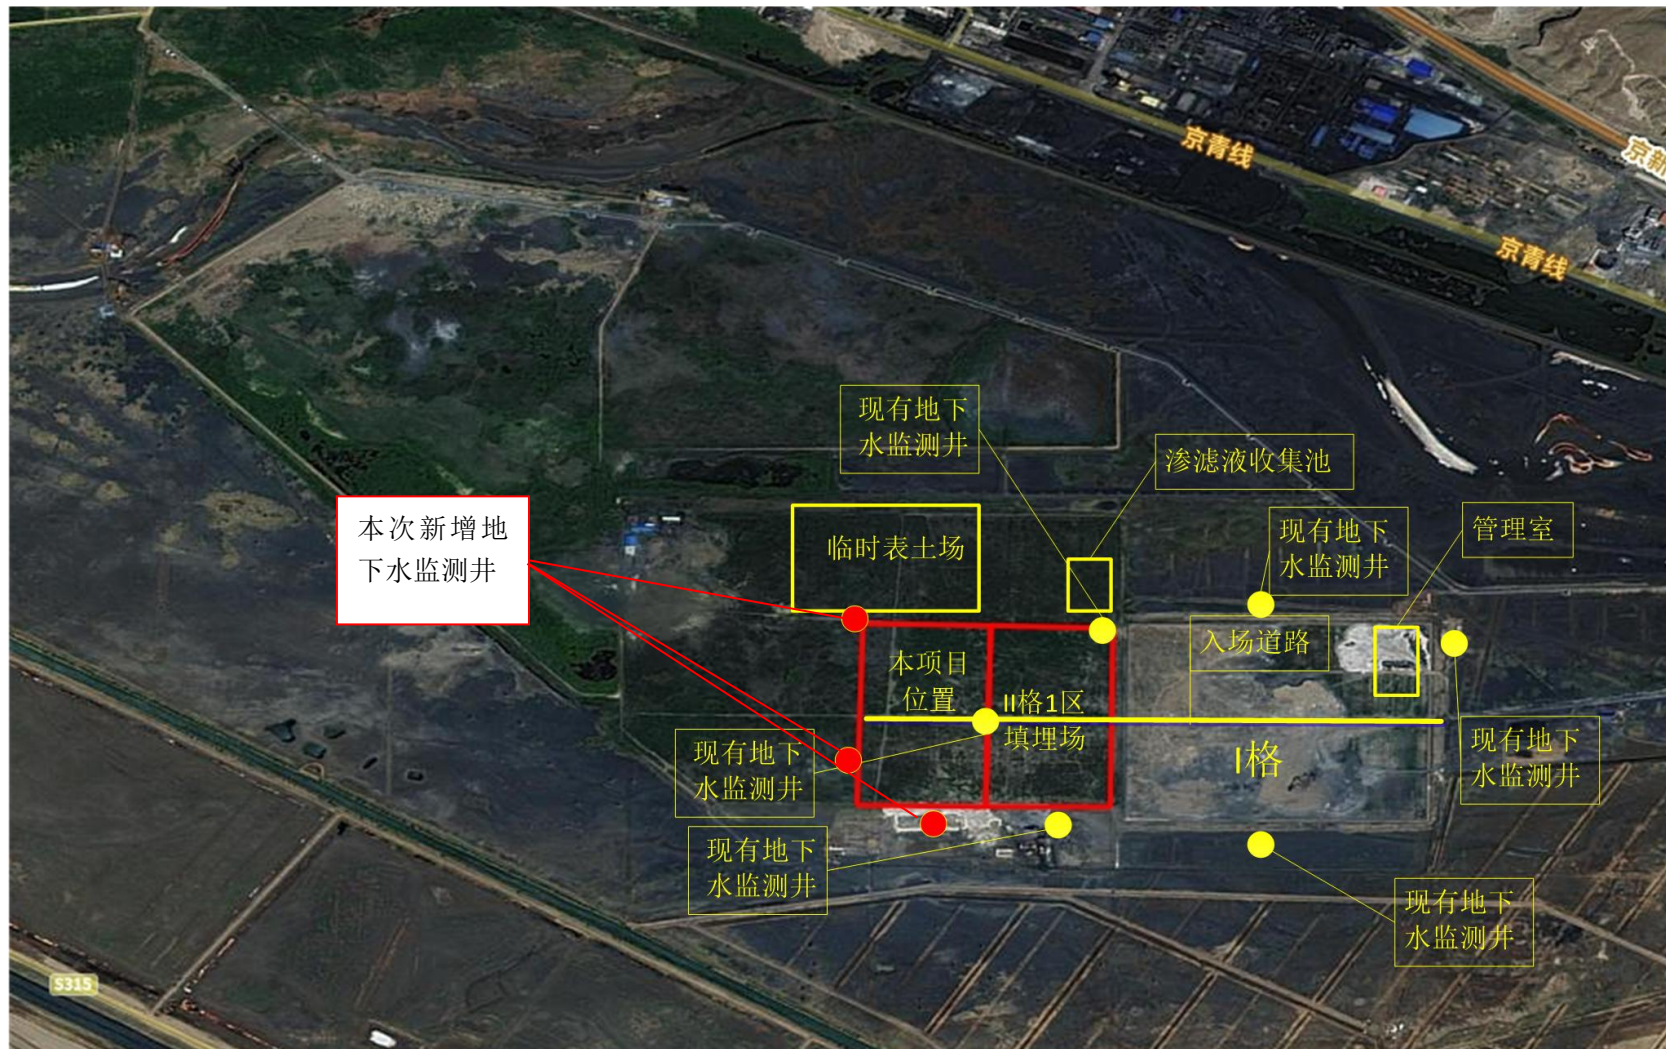 京青线
京新
京青线
现有地下
水监测井
渗滤液收集池
本次新增地
下水监测井
临时表土场
现有地下
水监测井
管理室
入场道路
本项目
位置
II格1区
填埋场
现有地下
水监测井
I格
现有地下
水监测井
现有地下
水监测井
现有地下
水监测井
S315